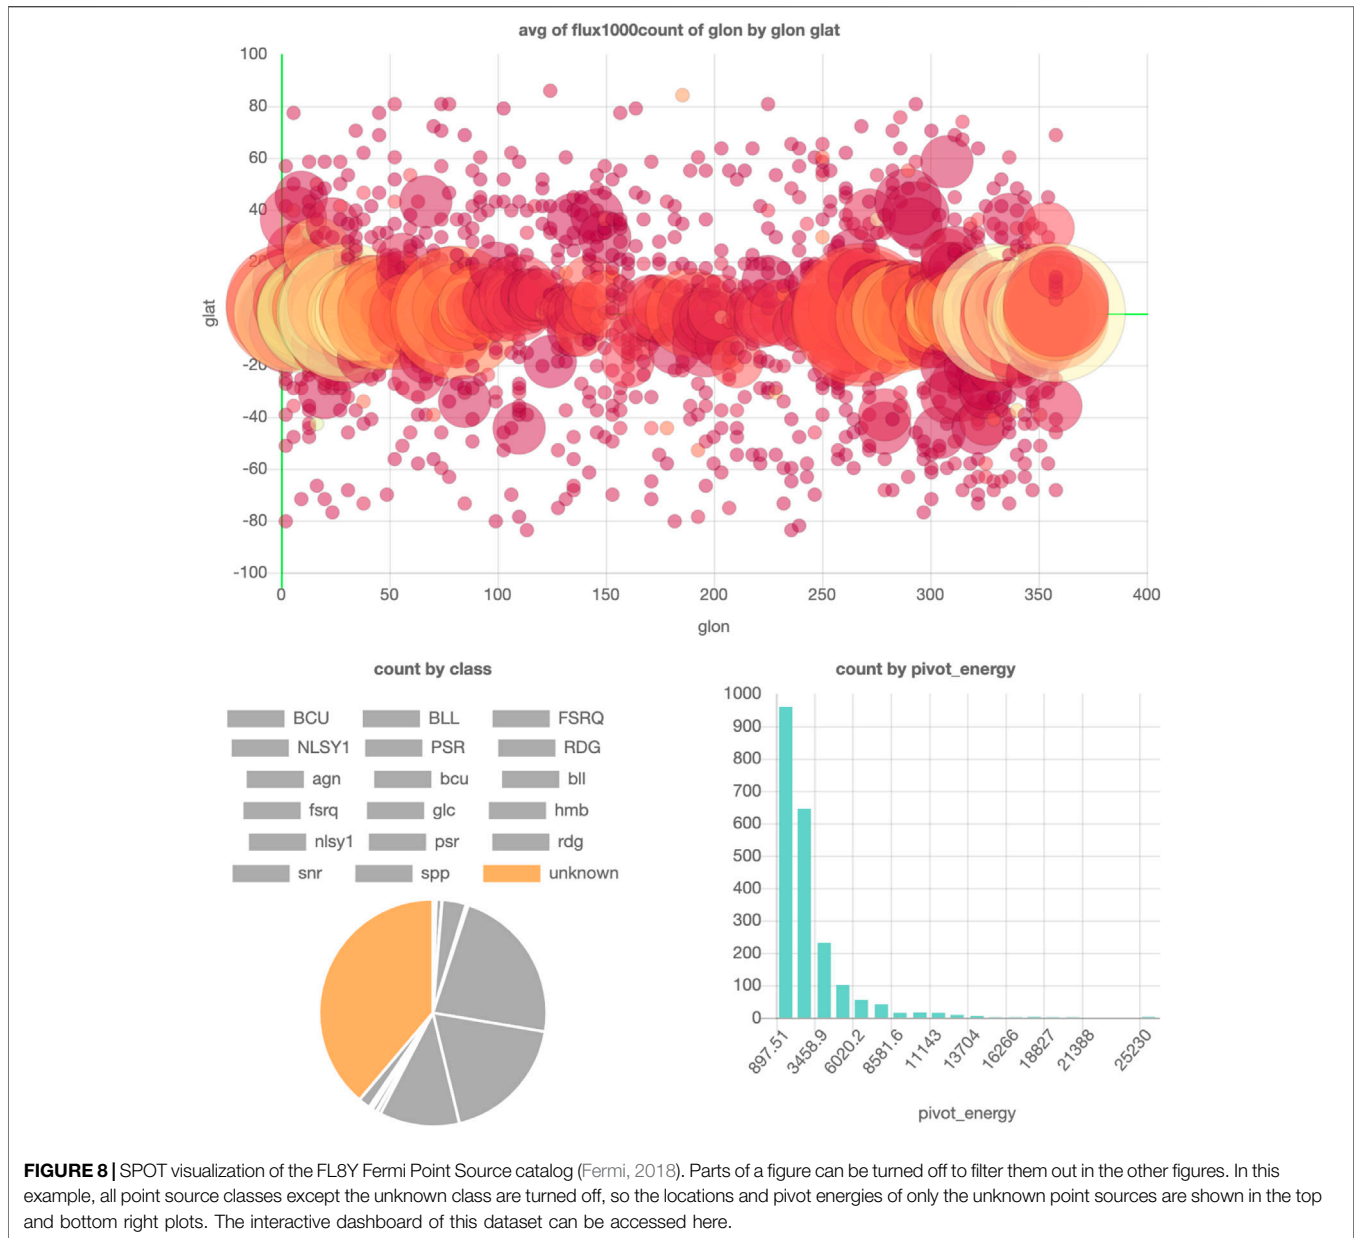 avg of flux1000count of glon by glon glat
100
80
60
40
20
-20
-40
-60
-80
-100
glat
0 50 100 150 200 250 300 350 400
glon
count by class
BCU BLL FSRQ
NLSY1 PSR RDG
agn bcu bll
fsrq glc hmb
nlsy1 psr rdg
snr spp unknown
count by pivot_energy
1000
900
800
700
600
500
400
300
200
100
0
897.51 3458.9 6020.2 8581.6 11143 13704 16266 18827 21388 25230
pivot_energy
FIGURE 8 | SPOT visualization of the FL8Y Fermi Point Source catalog (Fermi, 2018). Parts of a figure can be turned off to filter them out in the other figures. In this
example, all point source classes except the unknown class are turned off, so the locations and pivot energies of only the unknown point sources are shown in the top
and bottom right plots. The interactive dashboard of this dataset can be accessed here.